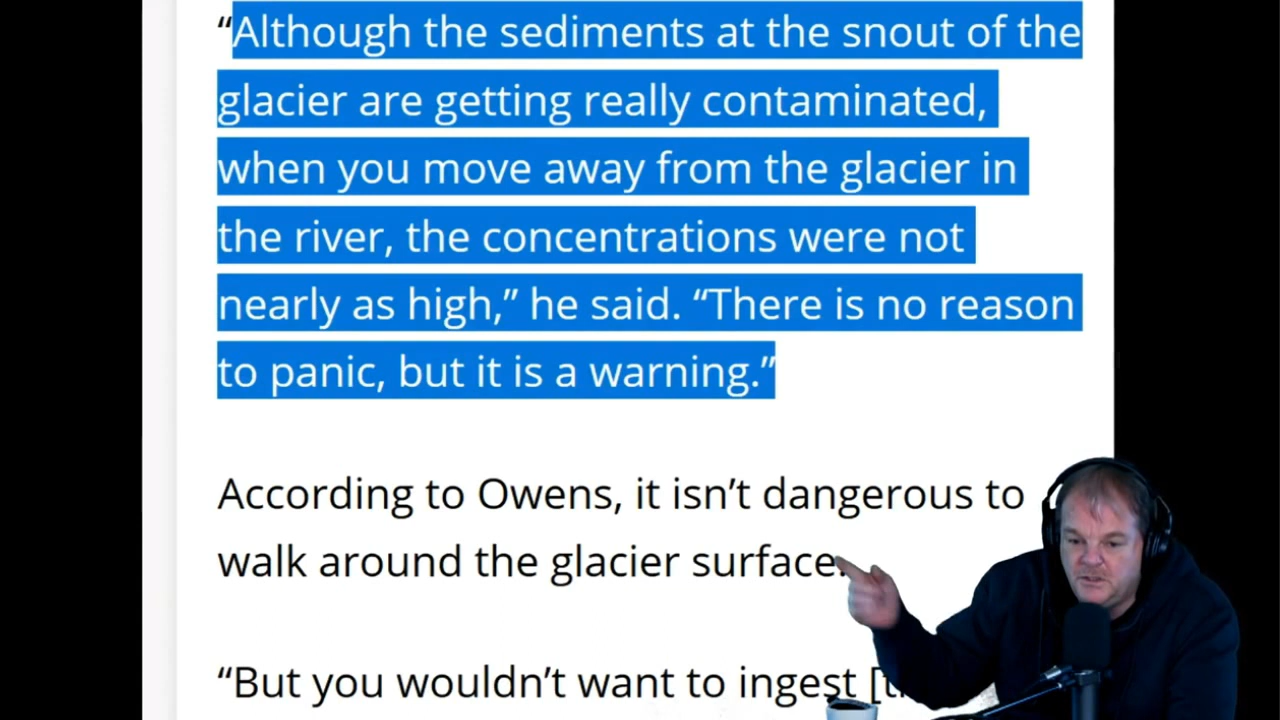 “Although the sediments at the snout of the
glacier are getting really contaminated,
when you move away from the glacier in
the river, the concentrations were not
nearly as high,” he said. “There is no reason
to panic, but it is a warning.”
According to Owens, it isn’t dangerous to
walk around the glacier surface.
“But you wouldn’t want to ingest